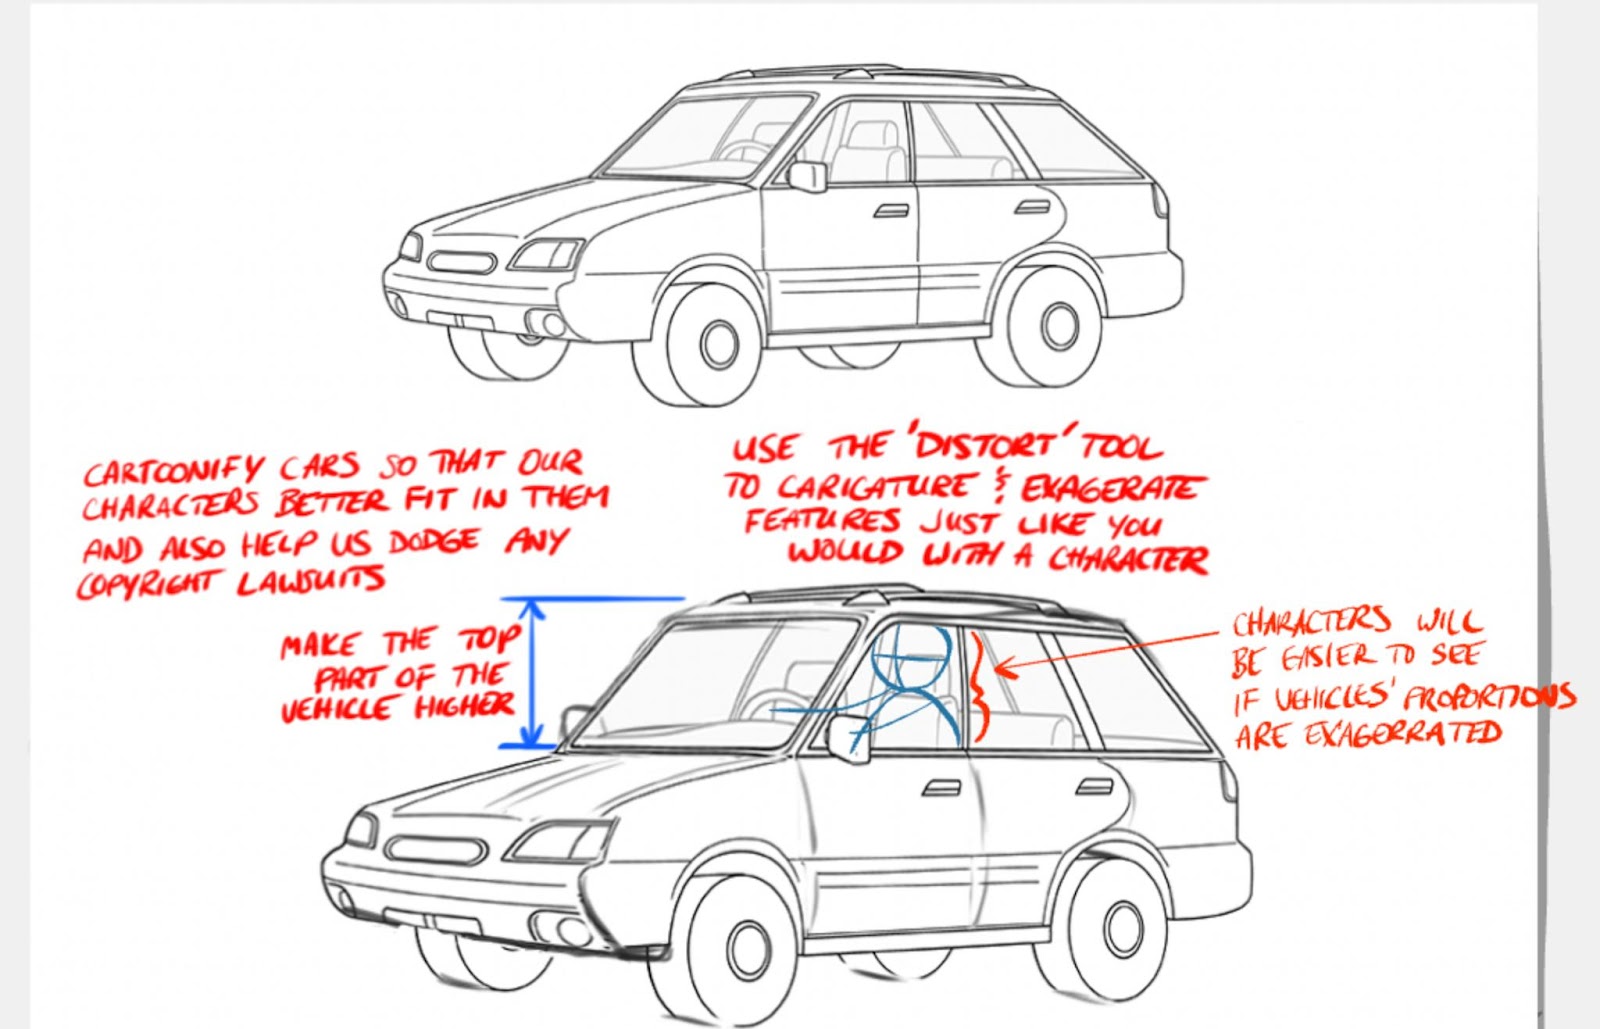 CARTOONIFY CARS SO THAT OUR
CHARACTERS BETTER FIT IN THEM
AND ALSO HELP US DODGE ANY
COPYRIGHT LAWSUITS
USE THE 'DISTORT' TOOL
TO CARICATURE & EXAGERATE
FEATURES JUST LIKE YOU
WOULD WITH A CHARACTER
MAKE THE TOP
PART OF THE
VEHICLE HIGHER
CHARACTERS WILL
BE EASIER TO SEE
IF VEHICLES' PROPORTIONS
ARE EXAGERRATED